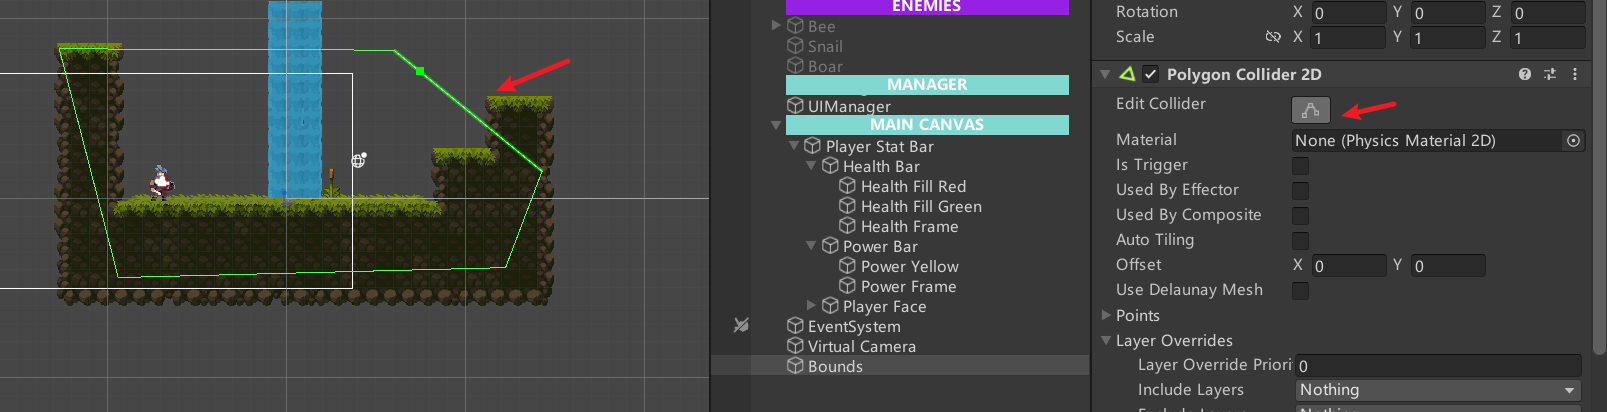 ENEMIES
Bee
Snail
Boar
MANAGER
UIManager
MAIN CANVAS
Player Stat Bar
Health Bar
Health Fill Red
Health Fill Green
Health Frame
Power Bar
Power Yellow
Power Frame
Player Face
EventSystem
Virtual Camera
Bounds
Rotation X 0 Y 0 Z 0
Scale X 1 Y 1 Z 1
Polygon Collider 2D
Edit Collider
Material None (Physics Material 2D)
Is Trigger
Used By Effector
Used By Composite
Auto Tiling
Offset X 0 Y 0
Use Delaunay Mesh
Points
Layer Overrides
Layer Override Priori 0
Include Layers Nothing